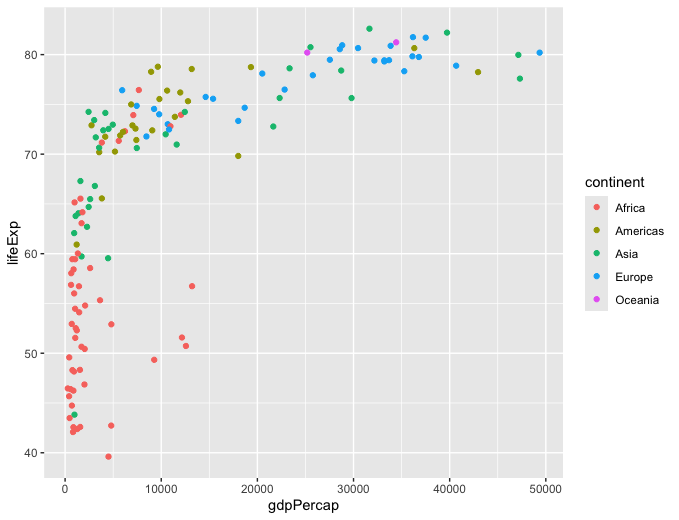 80
70
60
50
40
lifeExp
0 10000 20000 30000 40000 50000
gdpPercap
continent
Africa
Americas
Asia
Europe
Oceania